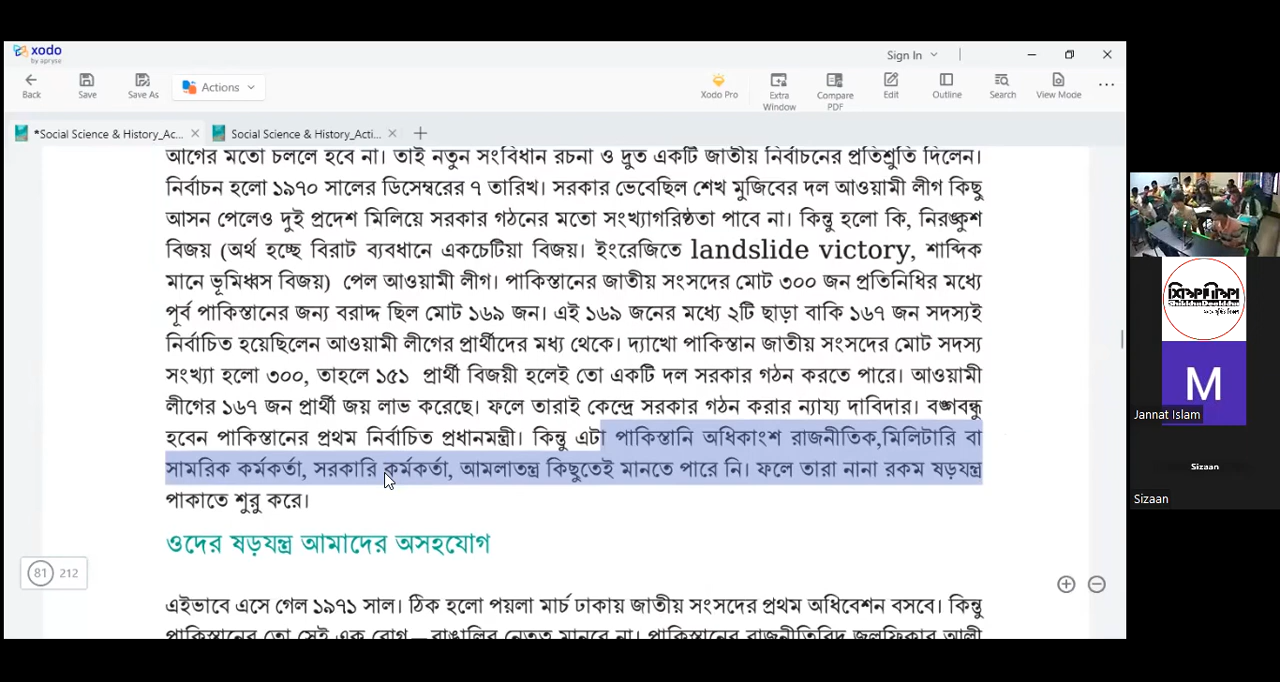 xodo
by apryse
Sign In
Back
Save
Save As
Actions
Xodo Pro
Extra Window
Compare PDF
Edit
Outline
Search
View Mode
*Social Science & History_Ac...
Social Science & History_Acti...
আগের মতো চললে হবে না। তাই নতুন সংবিধান রচনা ও দ্রুত একটি জাতীয় নির্বাচনের প্রতিশ্রুতি দিলেন।
নির্বাচন হলো ১৯৭০ সালের ডিসেম্বরের ৭ তারিখ। সরকার ভেবেছিল শেখ মুজিবের দল আওয়ামী লীগ কিছু
আসন পেলেও দুই প্রদেশ মিলিয়ে সরকার গঠনের মতো সংখ্যাগরিষ্ঠতা পাবে না। কিন্তু হলো কি, নিরঙ্কুশ
বিজয় (অর্থ হচ্ছে বিরাট ব্যবধানে একচেটিয়া বিজয়। ইংরেজিতে landslide victory, শাব্দিক
মানে ভূমিধ্বস বিজয়) পেল আওয়ামী লীগ। পাকিস্তানের জাতীয় সংসদের মোট ৩০০ জন প্রতিনিধির মধ্যে
পূর্ব পাকিস্তানের জন্য বরাদ্দ ছিল মোট ১৬৯ জন। এই ১৬৯ জনের মধ্যে ২টি ছাড়া বাকি ১৬৭ জন সদস্যই
নির্বাচিত হয়েছিলেন আওয়ামী লীগের প্রার্থীদের মধ্য থেকে। দ্যাখো পাকিস্তান জাতীয় সংসদের মোট সদস্য
সংখ্যা হলো ৩০০, তাহলে ১৫১ প্রার্থী বিজয়ী হলেই তো একটি দল সরকার গঠন করতে পারে। আওয়ামী
লীগের ১৬৭ জন প্রার্থী জয় লাভ করেছে। ফলে তারাই কেন্দ্রে সরকার গঠন করার ন্যায্য দাবিদার। বঙ্গবন্ধু
হবেন পাকিস্তানের প্রথম নির্বাচিত প্রধানমন্ত্রী। কিন্তু এটা পাকিস্তানি অধিকাংশ রাজনীতিক,মিলিটারি বা
সামরিক কর্মকর্তা, সরকারি কর্মকর্তা, আমলাতন্ত্র কিছুতেই মানতে পারে নি। ফলে তারা নানা রকম ষড়যন্ত্র
পাকাতে শুরু করে।
ওদের ষড়যন্ত্র আমাদের অসহযোগ
81 212
এইভাবে এসে গেল ১৯৭১ সাল। ঠিক হলো পয়লা মার্চ ঢাকায় জাতীয় সংসদের প্রথম অধিবেশন বসবে। কিন্তু
পাকিস্তানের তো সেই এক রোগ—বাঙালির নেতৃত্ব মানবে না। পাকিস্তানের রাজনীতিবিদ জুলফিকার আলী
M
Jannat Islam
Sizaan
Sizaan